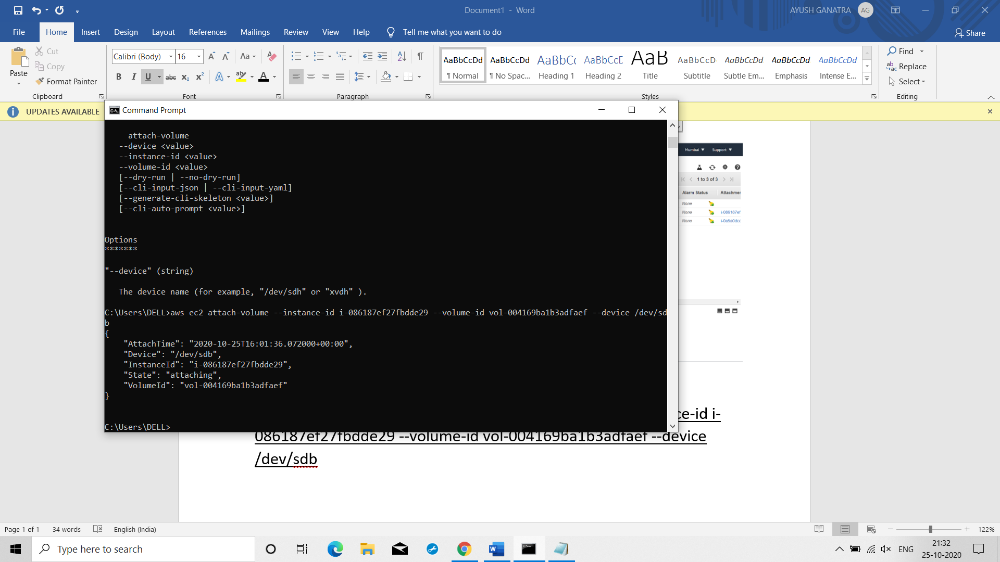 Document1 - Word
AYUSH GANATRA AG
File Home Insert Design Layout References Mailings Review View Help Tell me what you want to do Share
Paste
Cut
Copy
Format Painter
Clipboard
Calibri (Body) 16
Font
Paragraph
AaBbCcDd AaBbCcDd AaBbC AaBbCcE AaB AaBbCcD AaBbCcDd AaBbCcDd AaBbCcDd
¶ Normal ¶ No Spac... Heading 1 Heading 2 Title Subtitle Subtle Em... Emphasis Intense E...
Styles
Find
Replace
Select
Editing
UPDATES AVAILABLE
Command Prompt
attach-volume
--device <value>
--instance-id <value>
--volume-id <value>
[--dry-run | --no-dry-run]
[--cli-input-json | --cli-input-yaml]
[--generate-cli-skeleton <value>]
[--cli-auto-prompt <value>]
Options
*******
"--device" (string)
The device name (for example, "/dev/sdh" or "xvdh" ).
C:\Users\DELL>aws ec2 attach-volume --instance-id i-086187ef27fbdde29 --volume-id vol-004169ba1b3adfaef --device /dev/sd
b
{
"AttachTime": "2020-10-25T16:01:36.072000+00:00",
"Device": "/dev/sdb",
"InstanceId": "i-086187ef27fbdde29",
"State": "attaching",
"VolumeId": "vol-004169ba1b3adfaef"
}
C:\Users\DELL>
Mumbai Support
1 to 3 of 3
Alarm Status Attachmen
None
None i-086187ef
None i-0a5a0dcc
ce-id i-
086187ef27fbdde29 --volume-id vol-004169ba1b3adfaef --device
/dev/sdb
Page 1 of 1 34 words English (India) 122%
Type here to search
ENG
21:32
25-10-2020